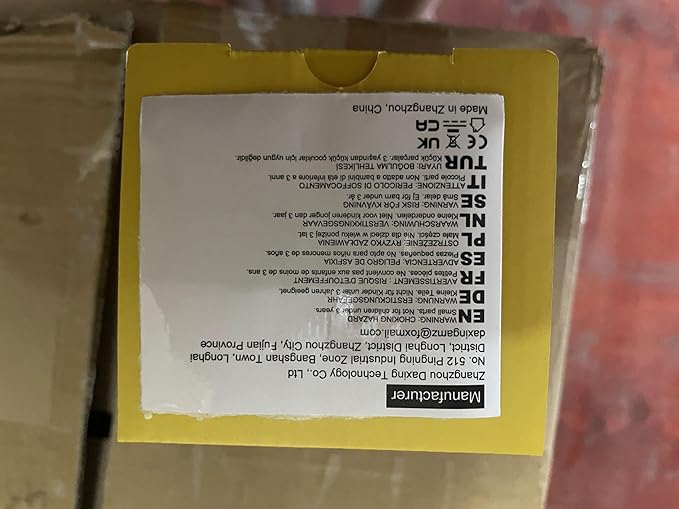 Manufacturer
Zhangzhou Daxing Technology Co., Ltd
No. 512 Pingning Industrial Zone, Bangshan Town, Longhai
District, Longhai District, Zhangzhou City, Fujian Province
daxingamz@foxmail.com
EN WARNING: CHOKING HAZARD
Small parts. Not for children under 3 years.
DE WARNUNG: ERSTICKUNGSGEFAHR
Kleine Teile. Nicht für Kinder unter 3 Jahren geeignet.
FR AVERTISSEMENT : RISQUE D'ETOUFFEMENT
Petites pièces. Ne convient pas aux enfants de moins de 3 ans.
ES ADVERTENCIA: PELIGRO DE ASFIXIA
Piezas pequeñas. No apto para niños menores de 3 años.
PL OSTRZEŻENIE: RYZYKO ZADŁAWIENIA
Małe części. Nie dla dzieci w wieku poniżej 3 lat.
NL WAARSCHUWING: VERSTIKKINGSGEVAAR
Kleine onderdelen. Niet voor kinderen jonger dan 3 jaar.
SE VARNING: RISK FÖR KVÄVNING
Små delar. Ej för barn under 3 år.
IT ATTENZIONE: PERICOLO DI SOFFOCAMENTO
Piccole parti. Non adatto a bambini di età inferiore a 3 anni.
TUR UYARI: BOĞULMA TEHLİKESİ
Küçük parçalar. 3 yaşından küçük çocuklar için uygun değildir.
CE UK
CA
Made in Zhangzhou, China